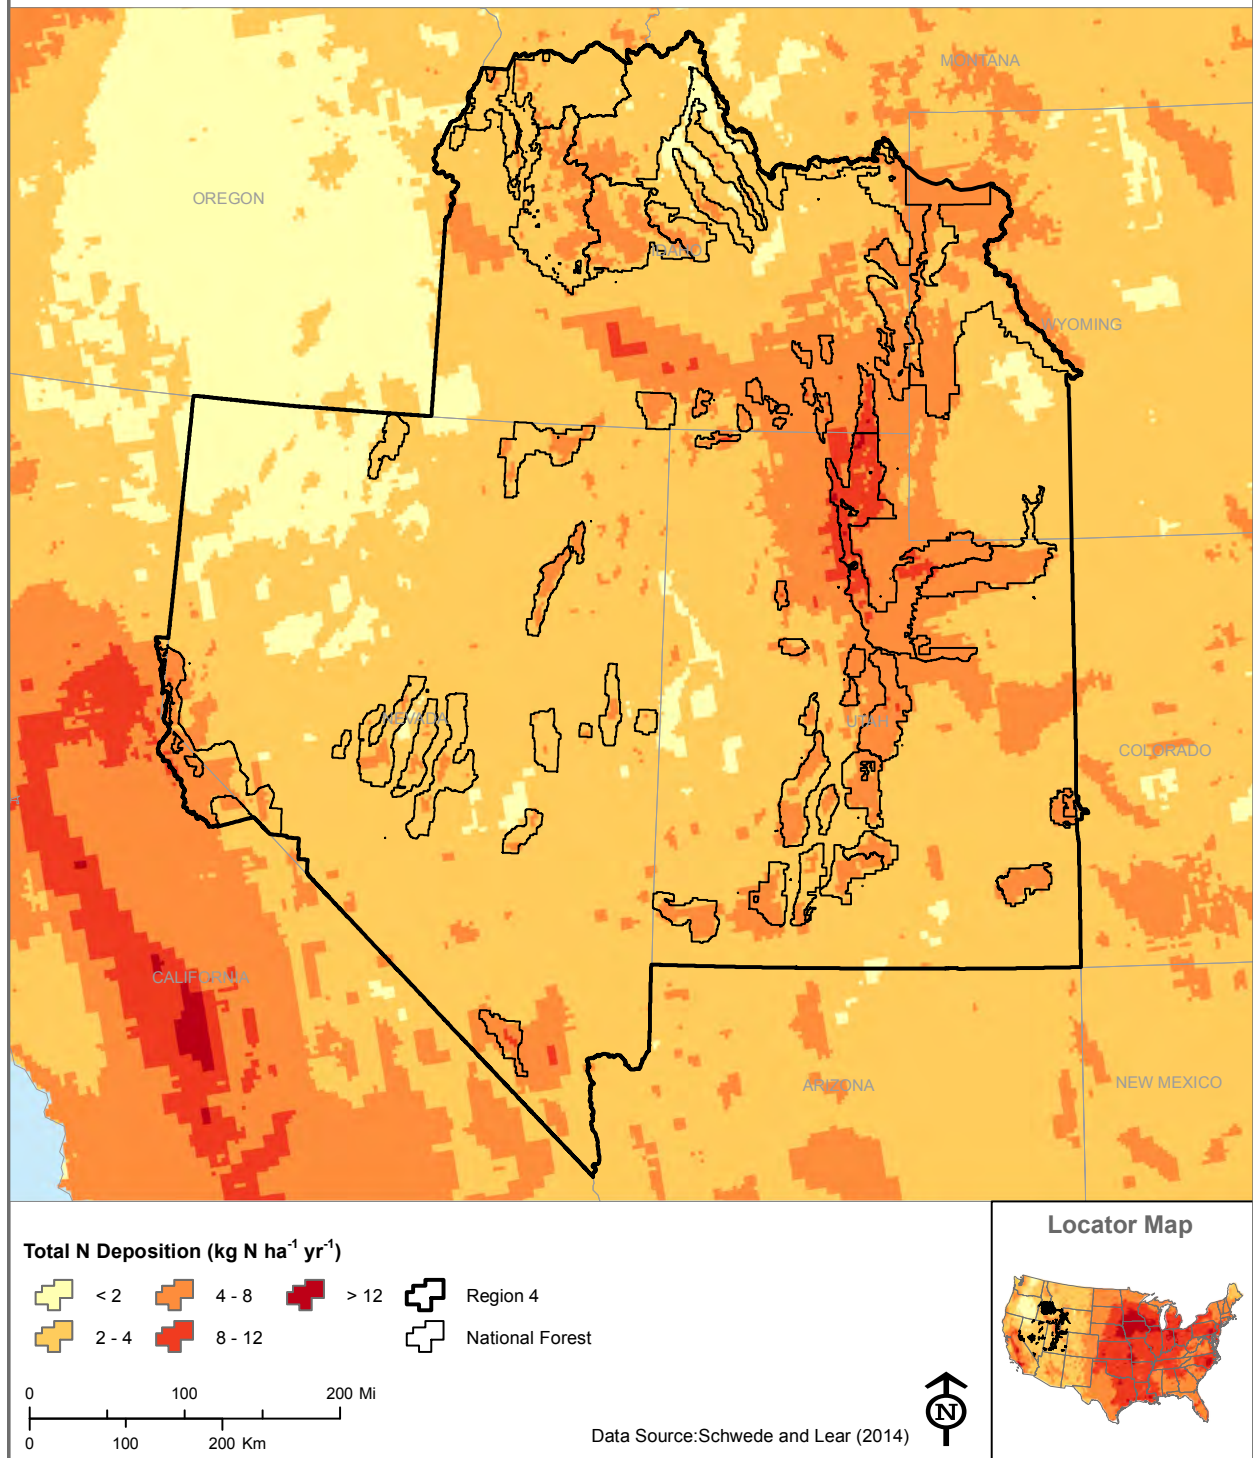 MONTANA
OREGON
IDAHO
WYOMING
NEVADA
UTAH
COLORADO
CALIFORNIA
ARIZONA
NEW MEXICO
Total N Deposition (kg N ha⁻¹ yr⁻¹)
< 2
4 - 8
> 12
Region 4
2 - 4
8 - 12
National Forest
0 100 200 Mi
0 100 200 Km
Data Source:Schwede and Lear (2014)
N
Locator Map